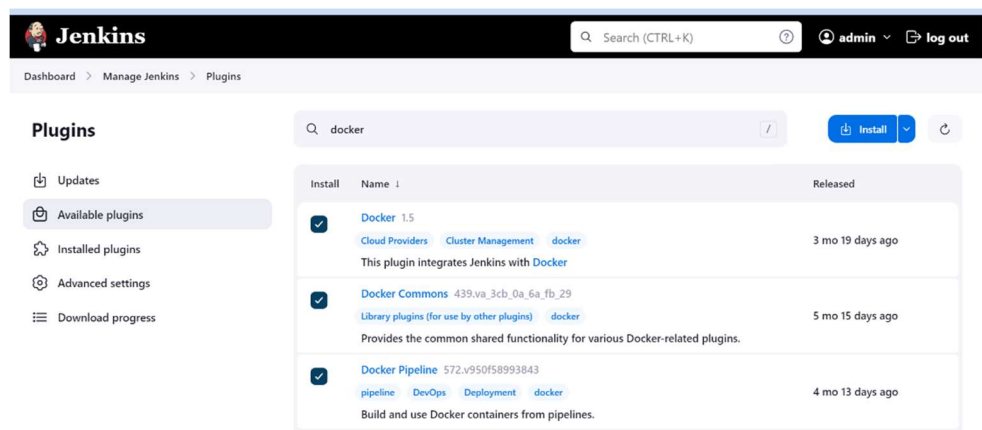 Jenkins
Search (CTRL+K)
admin
log out
Dashboard > Manage Jenkins > Plugins
Plugins
docker
/
Install
Updates
Available plugins
Installed plugins
Advanced settings
Download progress
Install Name ↓ Released
Docker 1.5
Cloud Providers Cluster Management docker
This plugin integrates Jenkins with Docker
3 mo 19 days ago
Docker Commons 439.va_3cb_0a_6a_fb_29
Library plugins (for use by other plugins) docker
Provides the common shared functionality for various Docker-related plugins.
5 mo 15 days ago
Docker Pipeline 572.v950f58993843
pipeline DevOps Deployment docker
Build and use Docker containers from pipelines.
4 mo 13 days ago